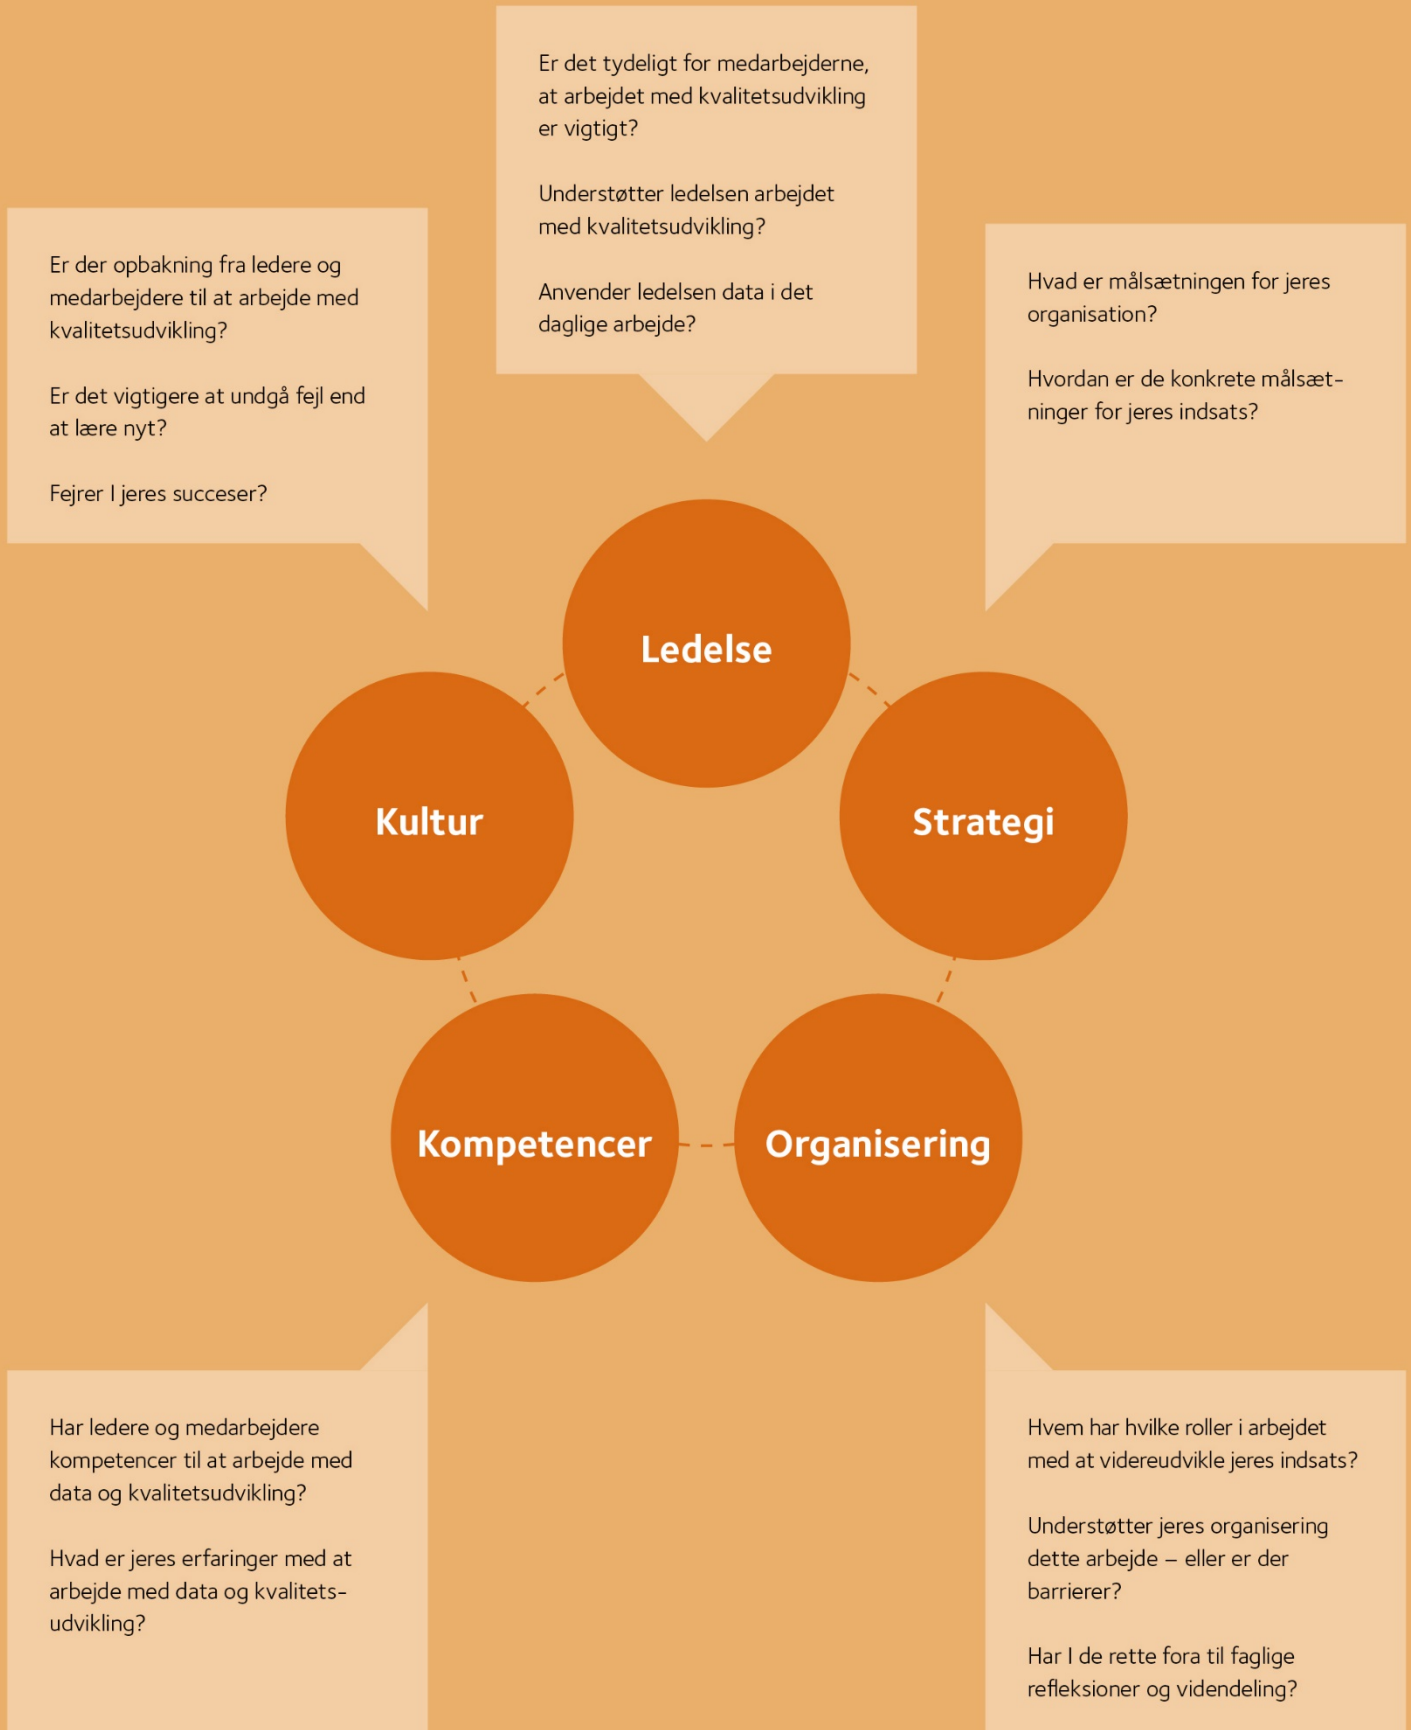 Er det tydeligt for medarbejderne,
at arbejdet med kvalitetsudvikling
er vigtigt?
Understøtter ledelsen arbejdet
med kvalitetsudvikling?
Anvender ledelsen data i det
daglige arbejde?
Er der opbakning fra ledere og
medarbejdere til at arbejde med
kvalitetsudvikling?
Er det vigtigere at undgå fejl end
at lære nyt?
Fejrer I jeres succeser?
Hvad er målsætningen for jeres
organisation?
Hvordan er de konkrete målsæt-
ninger for jeres indsats?
Ledelse
Kultur
Strategi
Kompetencer
Organisering
Har ledere og medarbejdere
kompetencer til at arbejde med
data og kvalitetsudvikling?
Hvad er jeres erfaringer med at
arbejde med data og kvalitets-
udvikling?
Hvem har hvilke roller i arbejdet
med at videreudvikle jeres indsats?
Understøtter jeres organisering
dette arbejde – eller er der
barrierer?
Har I de rette fora til faglige
refleksioner og videndeling?